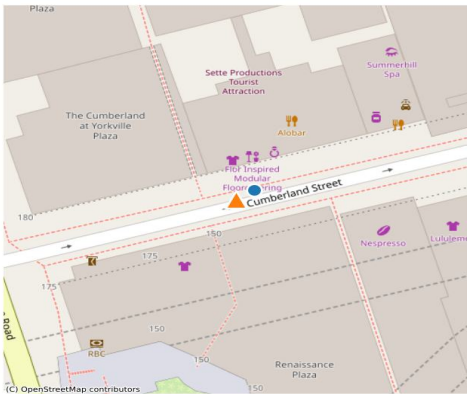 Plaza
Summerhill
Spa
Sette Productions
Tourist
Attraction
The Cumberland
at Yorkville
Plaza
Alobar
Flor Inspired
Modular
Floorcovering
Cumberland Street
180
150
175
Nespresso
Lululem
175
150
Road
RBC
150
Renaissance
Plaza
150
(C) OpenStreetMap contributors